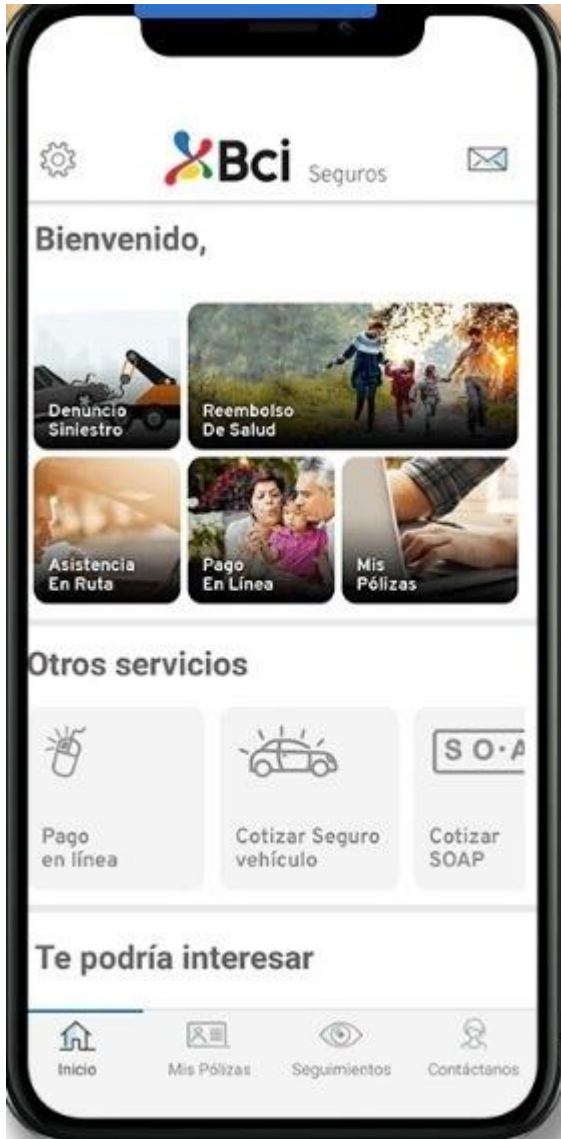 Bci Seguros
Bienvenido,
Denuncio
Siniestro
Reembolso
De Salud
Asistencia
En Ruta
Pago
En Línea
Mis
Pólizas
Otros servicios
S O·A
Pago
en línea
Cotizar Seguro
vehículo
Cotizar
SOAP
Te podría interesar
Inicio
Mis Pólizas
Seguimientos
Contáctanos